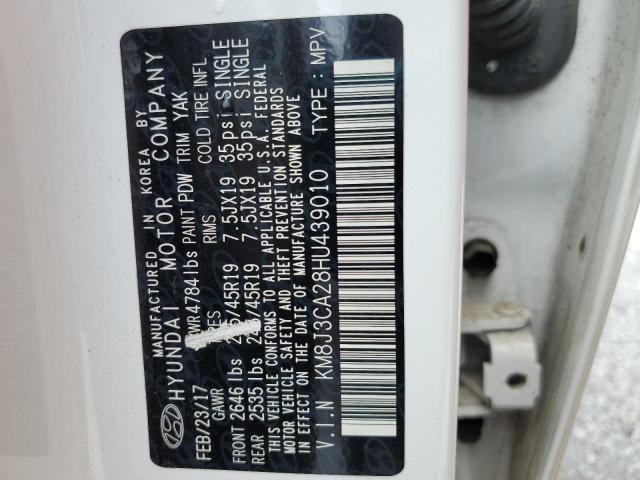 MANUFACTURED IN KOREA BY
HYUNDAI MOTOR COMPANY
FEB/23/17 4784lbs PAINT PDW TRIM YAK
GAWR RIMS COLD TIRE INFL
FRONT 2646 lbs 7.5JX19 35psi SINGLE
REAR 2535 lbs 7.5JX19 35psi SINGLE
THIS VEHICLE CONFORMS TO ALL APPLICABLE U.S.A. FEDERAL
MOTOR VEHICLE SAFETY AND THEFT PREVENTION STANDARDS
IN EFFECT ON THE DATE OF MANUFACTURE SHOWN ABOVE
V.I.N KM8J3CA28HU439010 TYPE : MPV